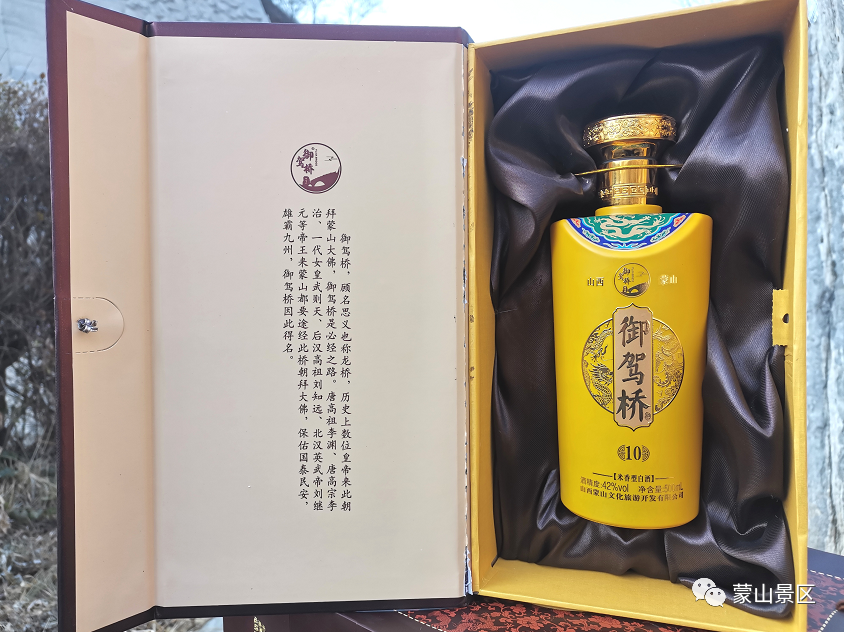 御驾桥
御驾桥，顾名思义也称龙桥，历史上数位皇帝来此朝
拜蒙山大佛，御驾桥是必经之路。唐高祖李渊、唐高宗李
治、一代女皇武则天、后汉高祖刘知远、北汉英武帝刘继
元等帝王来蒙山都要途经此桥朝拜大佛，保佑国泰民安，
雄霸九州，御驾桥因此得名。
山西
御驾桥
蒙山
御驾桥
10
【米香型白酒】
酒精度:42%vol 净含量:500mL
山西蒙山文化旅游开发有限公司
蒙山景区